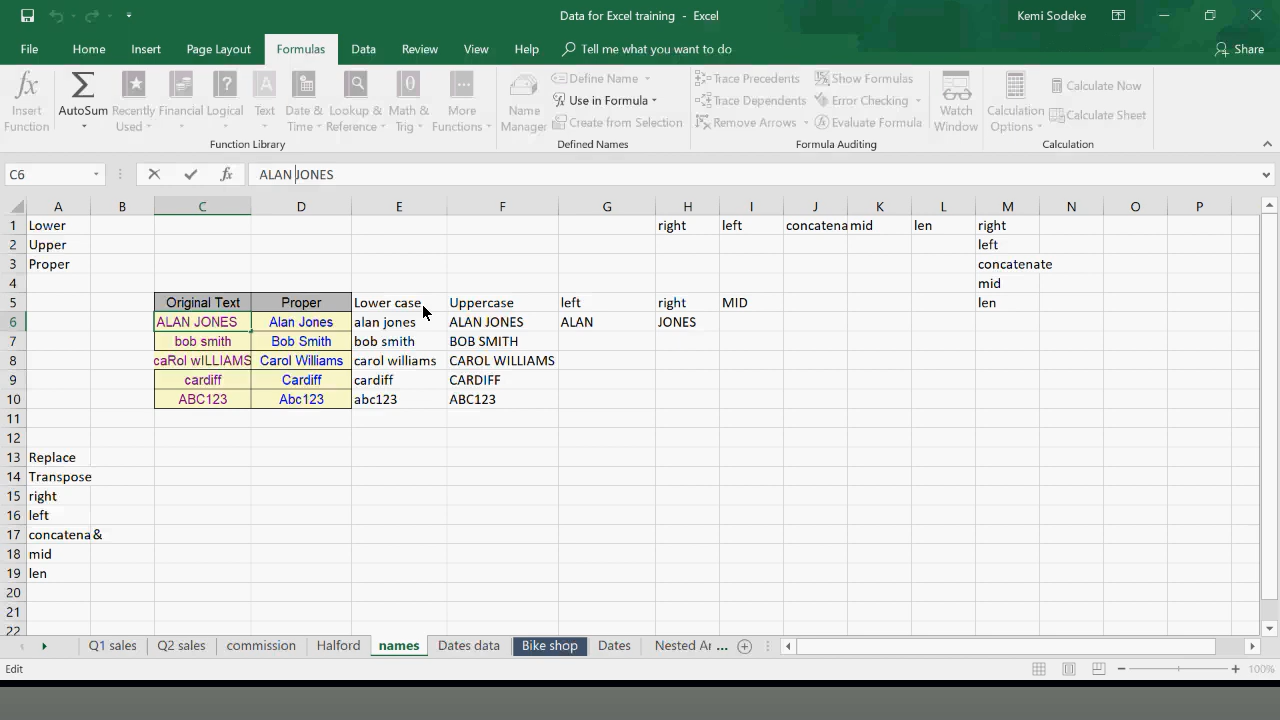 Data for Excel training - Excel
Kemi Sodeke
File Home Insert Page Layout Formulas Data Review View Help Tell me what you want to do Share
Insert Function
AutoSum
Recently Used
Financial
Logical
Text
Date & Time
Lookup & Reference
Math & Trig
More Functions
Function Library
Name Manager
Define Name
Use in Formula
Create from Selection
Defined Names
Trace Precedents
Trace Dependents
Remove Arrows
Show Formulas
Error Checking
Evaluate Formula
Formula Auditing
Watch Window
Calculation Options
Calculate Now
Calculate Sheet
Calculation
C6 fx ALAN JONES
A B C D E F G H I J K L M N O P
1 Lower right left concatena mid len right
2 Upper left
3 Proper concatenate
4 mid
5 Original Text Proper Lower case Uppercase left right MID len
6 ALAN JONES Alan Jones alan jones ALAN JONES ALAN JONES
7 bob smith Bob Smith bob smith BOB SMITH
8 caRol wILLIAMS Carol Williams carol williams CAROL WILLIAMS
9 cardiff Cardiff cardiff CARDIFF
10 ABC123 Abc123 abc123 ABC123
11
12
13 Replace
14 Transpose
15 right
16 left
17 concatena &
18 mid
19 len
20
21
22
Q1 sales Q2 sales commission Halford names Dates data Bike shop Dates Nested Ar ...
Edit 100%